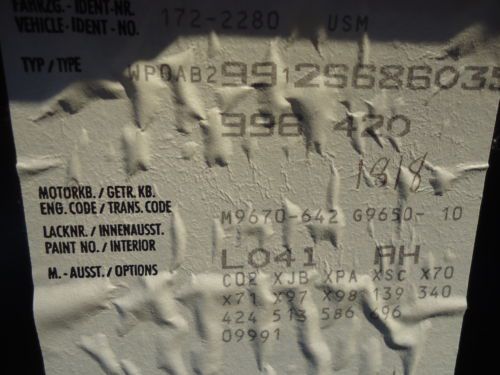 FAHRZG.-IDENT-NR.
VEHICLE-IDENT-NO. 172-2280 USM
TYP/TYPE WP0AB29912S686035
996 420
1818
MOTORKB./GETR.KB.
ENG.CODE/TRANS.CODE M9670-642 G9650- 10
LACKNR./INNENAUSST.
PAINT NO./INTERIOR L041 AH
M.-AUSST./OPTIONS C02 XJB XPA XSC X70
X71 X97 X98 139 340
424 513 586 696
09991